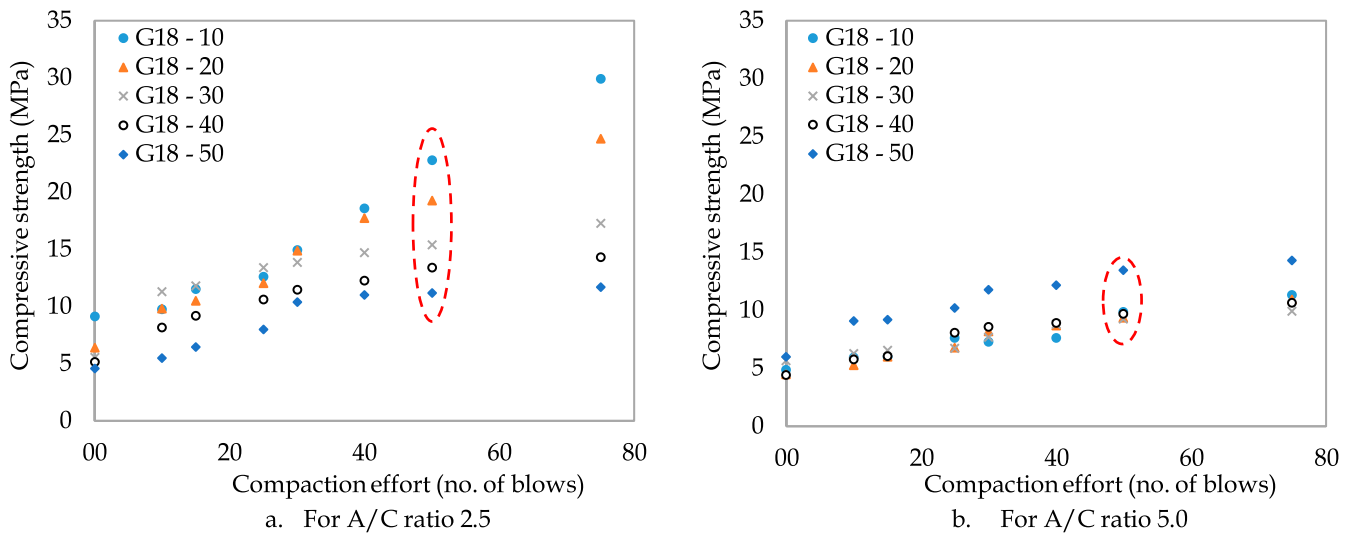 35
30
25
20
15
10
5
0
Compressive strength (MPa)
G18 - 10
G18 - 20
G18 - 30
G18 - 40
G18 - 50
00
20
40
60
80
Compaction effort (no. of blows)
a. For A/C ratio 2.5
35
30
25
20
15
10
5
0
Compressive strength (MPa)
G18 - 10
G18 - 20
G18 - 30
G18 - 40
G18 - 50
00
20
40
60
80
Compaction effort (no. of blows)
b. For A/C ratio 5.0